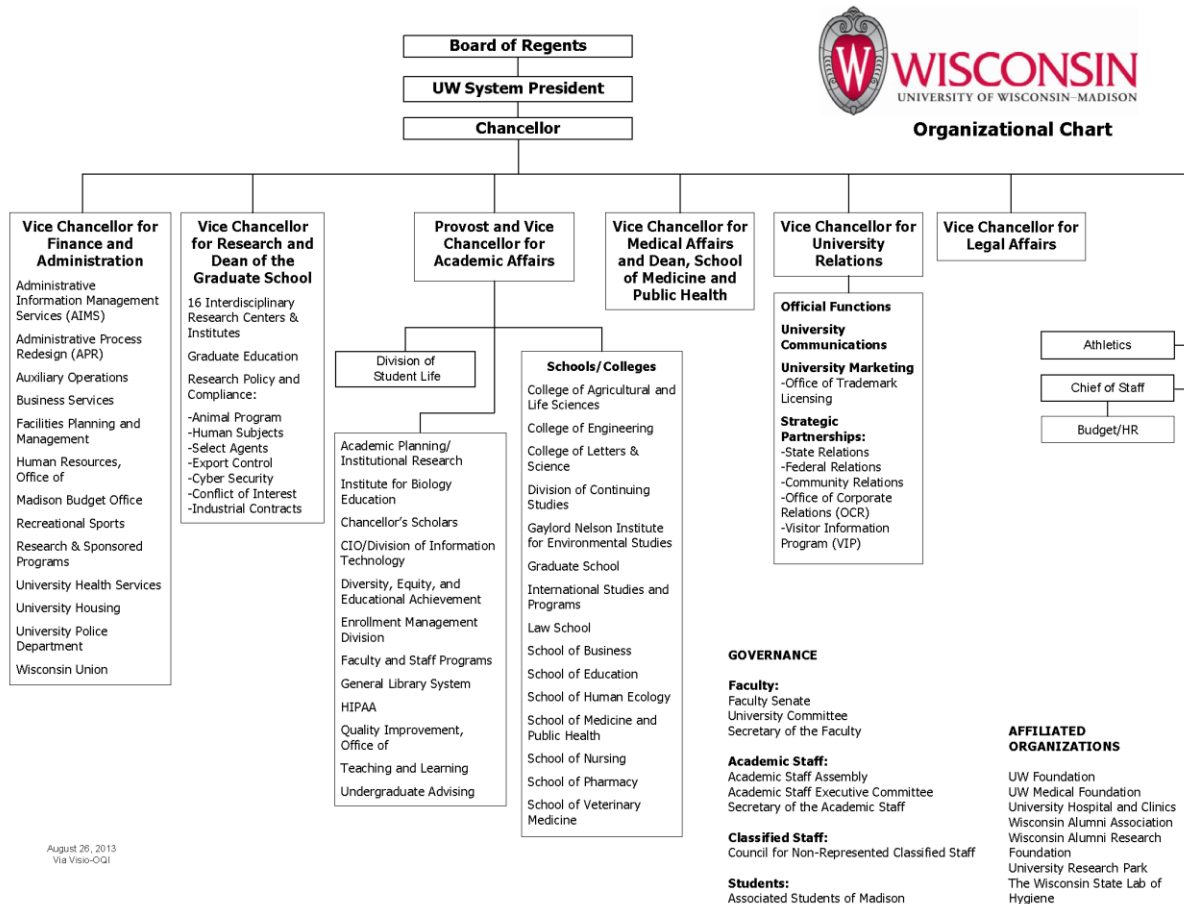 Board of Regents
UW System President
Chancellor
W
WISCONSIN
UNIVERSITY OF WISCONSIN–MADISON
Organizational Chart
Vice Chancellor for
Finance and
Administration
Administrative
Information Management
Services (AIMS)
Administrative Process
Redesign (APR)
Auxiliary Operations
Business Services
Facilities Planning and
Management
Human Resources,
Office of
Madison Budget Office
Recreational Sports
Research & Sponsored
Programs
University Health Services
University Housing
University Police
Department
Wisconsin Union
Vice Chancellor
for Research and
Dean of the
Graduate School
16 Interdisciplinary
Research Centers &
Institutes
Graduate Education
Research Policy and
Compliance:
-Animal Program
-Human Subjects
-Select Agents
-Export Control
-Cyber Security
-Conflict of Interest
-Industrial Contracts
Provost and Vice
Chancellor for
Academic Affairs
Division of
Student Life
Academic Planning/
Institutional Research
Institute for Biology
Education
Chancellor's Scholars
CIO/Division of Information
Technology
Diversity, Equity, and
Educational Achievement
Enrollment Management
Division
Faculty and Staff Programs
General Library System
HIPAA
Quality Improvement,
Office of
Teaching and Learning
Undergraduate Advising
Schools/Colleges
College of Agricultural and
Life Sciences
College of Engineering
College of Letters &
Science
Division of Continuing
Studies
Gaylord Nelson Institute
for Environmental Studies
Graduate School
International Studies and
Programs
Law School
School of Business
School of Education
School of Human Ecology
School of Medicine and
Public Health
School of Nursing
School of Pharmacy
School of Veterinary
Medicine
Vice Chancellor for
Medical Affairs
and Dean, School
of Medicine and
Public Health
Vice Chancellor for
University
Relations
Official Functions
University
Communications
University Marketing
-Office of Trademark
Licensing
Strategic
Partnerships:
-State Relations
-Federal Relations
-Community Relations
-Office of Corporate
Relations (OCR)
-Visitor Information
Program (VIP)
Vice Chancellor for
Legal Affairs
Athletics
Chief of Staff
Budget/HR
GOVERNANCE
Faculty:
Faculty Senate
University Committee
Secretary of the Faculty
Academic Staff:
Academic Staff Assembly
Academic Staff Executive Committee
Secretary of the Academic Staff
Classified Staff:
Council for Non-Represented Classified Staff
Students:
Associated Students of Madison
AFFILIATED
ORGANIZATIONS
UW Foundation
UW Medical Foundation
University Hospital and Clinics
Wisconsin Alumni Association
Wisconsin Alumni Research
Foundation
University Research Park
The Wisconsin State Lab of
Hygiene
August 26, 2013
Via Visio-OQI